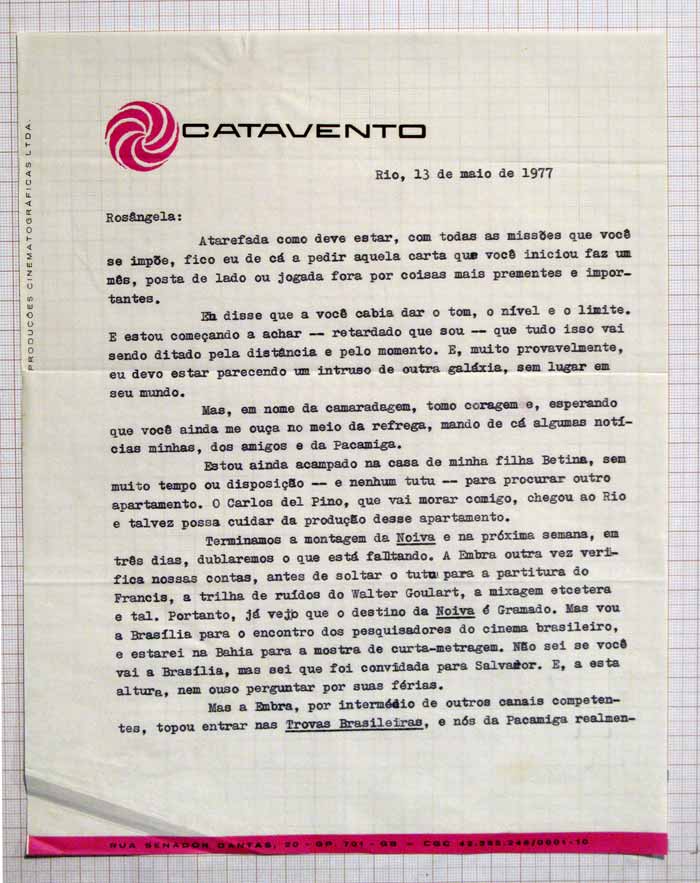 CATAVENTO
PRODUÇÕES CINEMATOGRÁFICAS LTDA.
Rio, 13 de maio de 1977
Rosângela:
Atarefada como deve estar, com todas as missões que você
se impõe, fico eu de cá a pedir aquela carta que você iniciou faz um
mês, posta de lado ou jogada fora por coisas mais prementes e impor-
tantes.
Eu disse que a você cabia dar o tom, o nível e o limite.
E estou começando a achar -- retardado que sou -- que tudo isso vai
sendo ditado pela distância e pelo momento. E, muito provavelmente,
eu devo estar parecendo um intruso de outra galáxia, sem lugar em
seu mundo.
Mas, em nome da camaradagem, tomo coragem e, esperando
que você ainda me ouça no meio da refrega, mando de cá algumas notí-
cias minhas, dos amigos e da Pacamiga.
Estou ainda acampado na casa de minha filha Betina, sem
muito tempo ou disposição -- e nenhum tutu -- para procurar outro
apartamento. O Carlos del Pino, que vai morar comigo, chegou ao Rio
e talvez possa cuidar da produção desse apartamento.
Terminamos a montagem da Noiva e na próxima semana, em
três dias, dublaremos o que está faltando. A Embra outra vez veri-
fica nossas contas, antes de soltar o tutu para a partitura do
Francis, a trilha de ruídos do Walter Goulart, a mixagem etcetera
e tal. Portanto, já vejo que o destino da Noiva é Gramado. Mas vou
a Brasília para o encontro dos pesquisadores do cinema brasileiro,
e estarei na Bahia para a mostra de curta-metragem. Não sei se você
vai a Brasília, mas sei que foi convidada para Salvador. E, a esta
altura, nem ouso perguntar por suas férias.
Mas a Embra, por intermédio de outros canais competen-
tes, topou entrar nas Trovas Brasileiras, e nós da Pacamiga realmen-
RUA SENADOR DANTAS, 20 - GP. 701 - GB - CGC